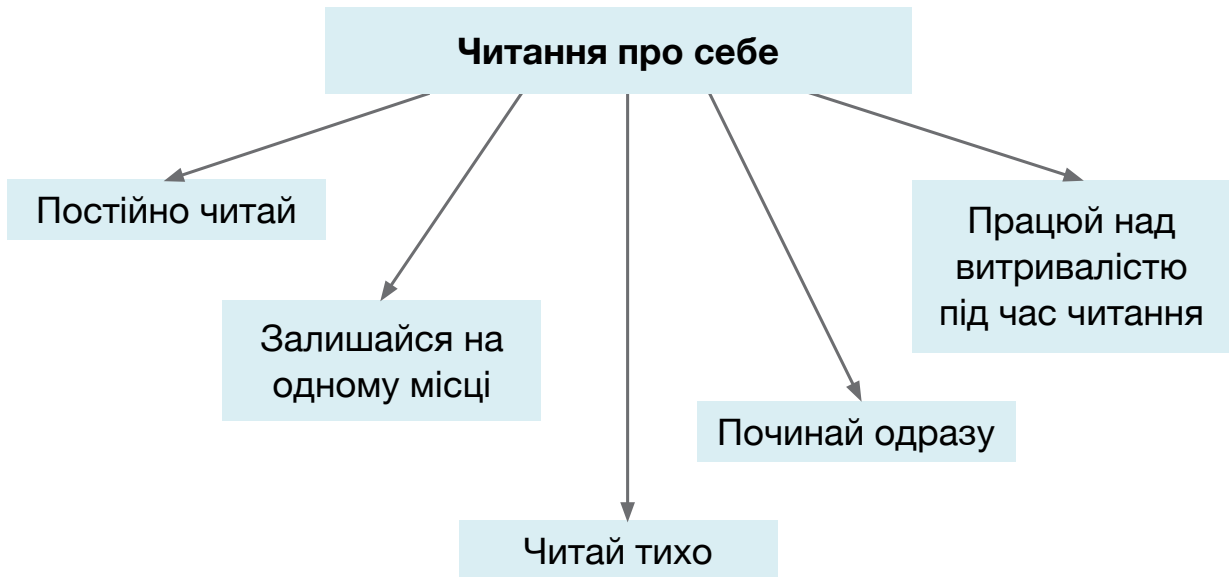 Читання про себе
Постійно читай
Залишайся на
одному місці
Читай тихо
Починай одразу
Працюй над
витривалістю
під час читання